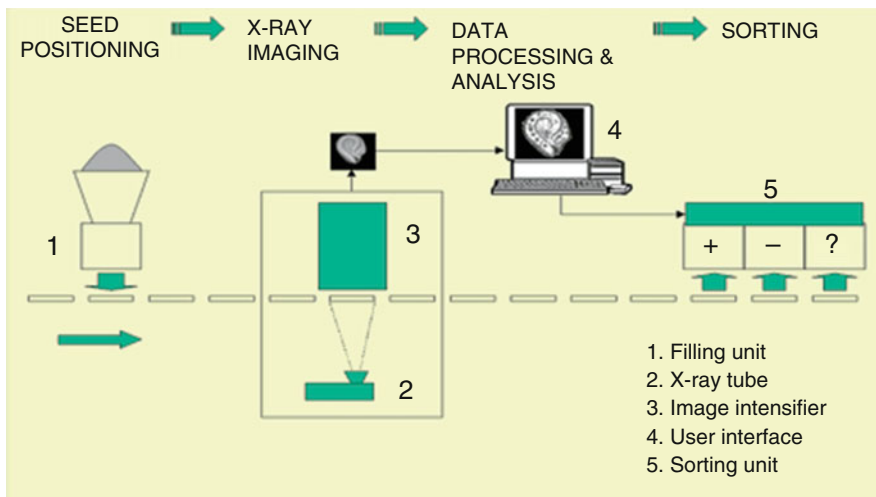 SEED
POSITIONING
X-RAY
IMAGING
DATA
PROCESSING &
ANALYSIS
SORTING
4
5
1
3
+ – ?
2
1. Filling unit
2. X-ray tube
3. Image intensifier
4. User interface
5. Sorting unit